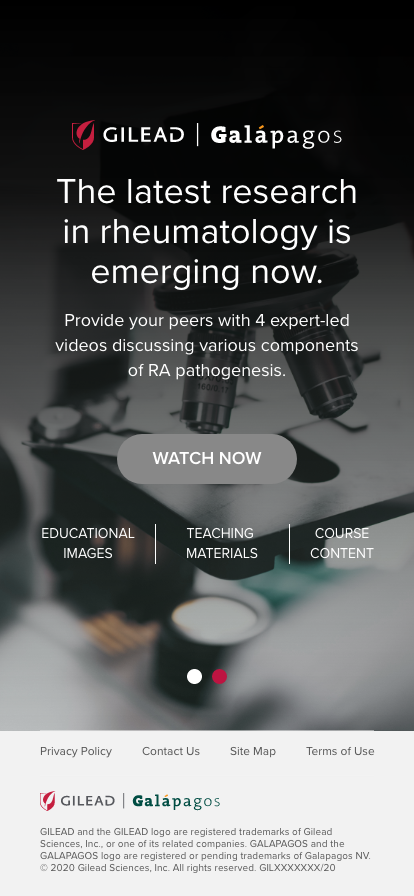 GILEAD | Galápagos
The latest research
in rheumatology is
emerging now.
Provide your peers with 4 expert-led
videos discussing various components
of RA pathogenesis.
WATCH NOW
EDUCATIONAL
IMAGES
TEACHING
MATERIALS
COURSE
CONTENT
Privacy Policy Contact Us Site Map Terms of Use
GILEAD | Galápagos
GILEAD and the GILEAD logo are registered trademarks of Gilead
Sciences, Inc., or one of its related companies. GALAPAGOS and the
GALAPAGOS logo are registered or pending trademarks of Galapagos NV.
© 2020 Gilead Sciences, Inc. All rights reserved. GILXXXXXXX/20